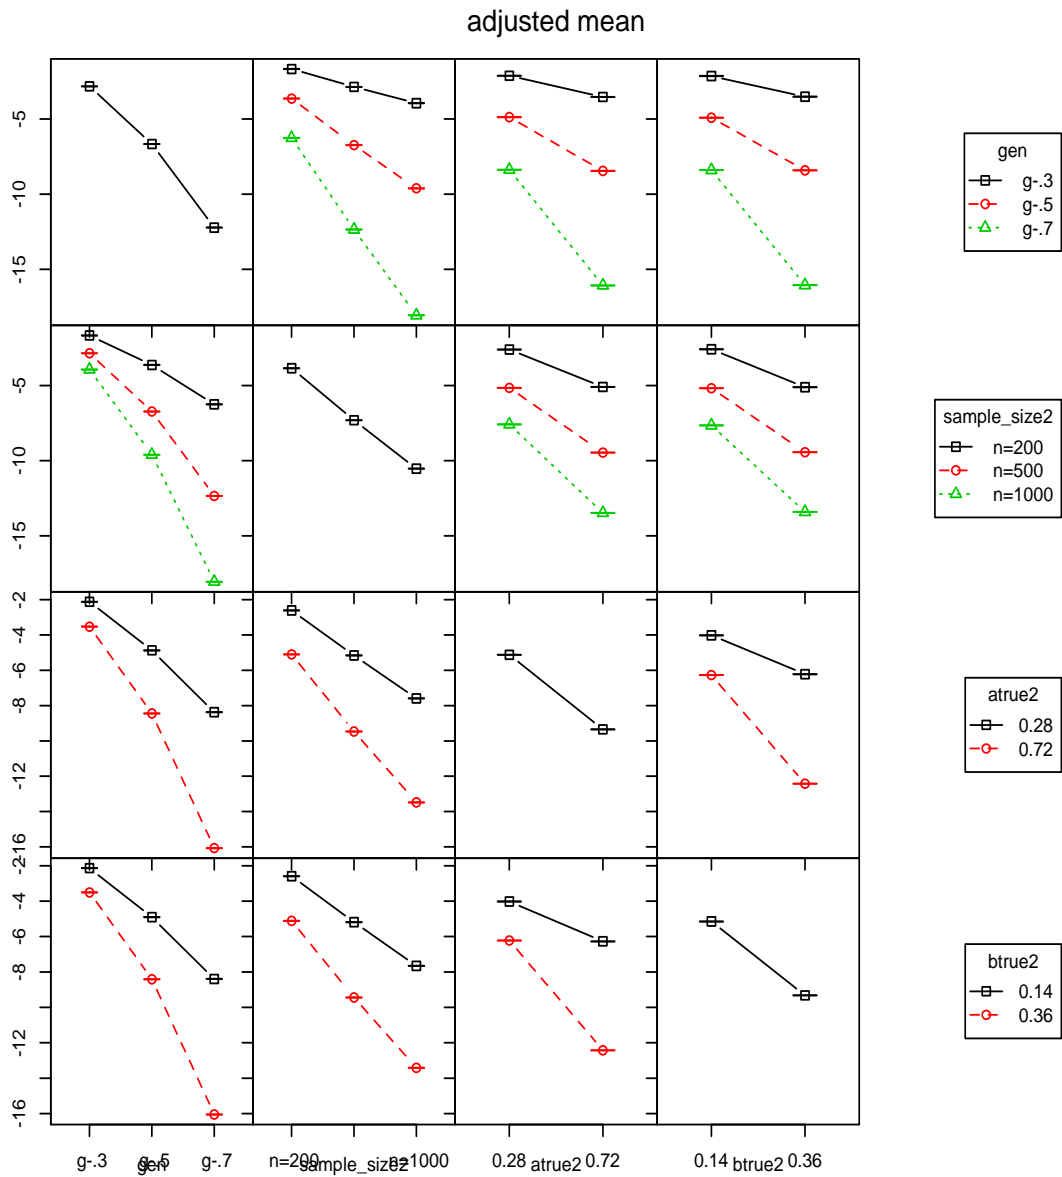 adjusted mean
-5
-10
-15
gen
g-.3
g-.5
g-.7
-5
-10
-15
sample_size2
n=200
n=500
n=1000
-2
-4
-6
-8
-12
-16
atrue2
0.28
0.72
-2
-4
-6
-8
-12
-16
btrue2
0.14
0.36
g-.3 g-.5 g-.7 n=200 n=1000 0.28 0.72 0.14 0.36
gen sample_size2 atrue2 btrue2